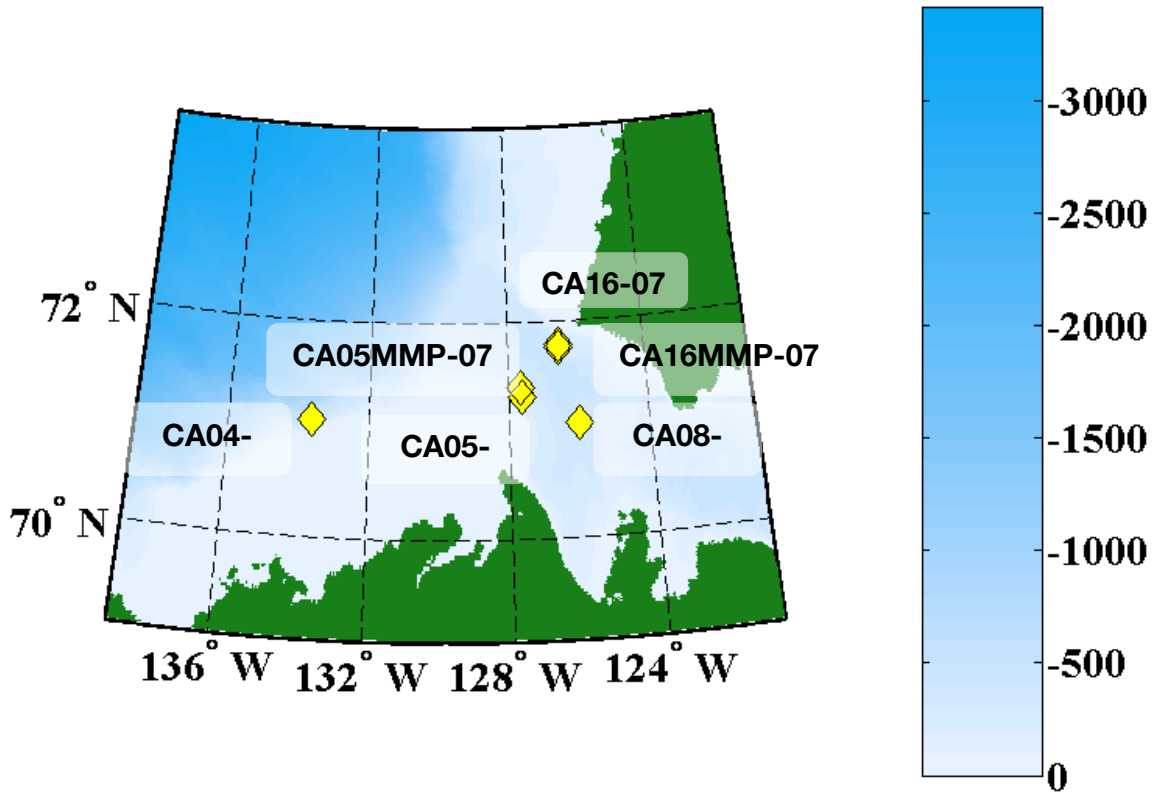 -3000
-2500
CA16-07
72° N
-2000
CA05MMP-07
CA16MMP-07
CA04-
CA05-
CA08-
-1500
70° N
-1000
136° W
132° W
128° W
124° W
-500
0